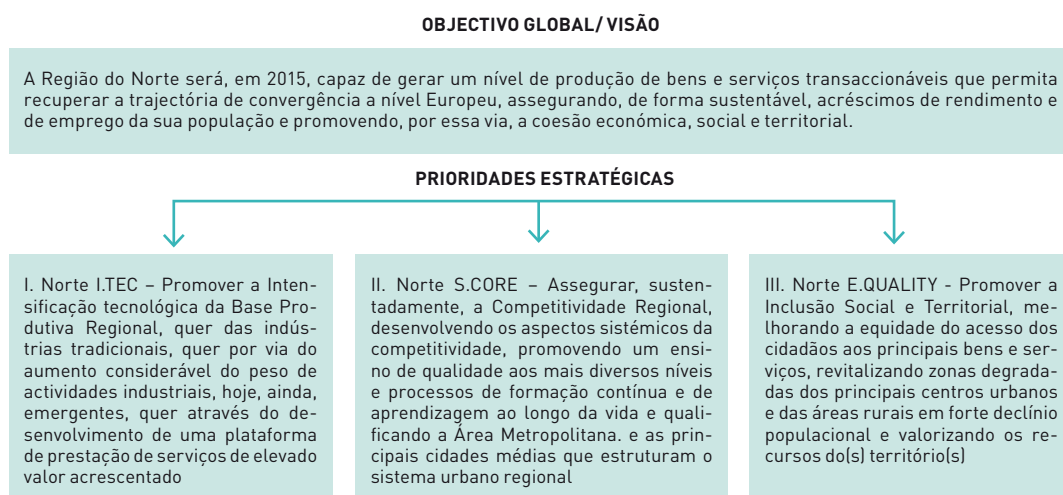 OBJECTIVO GLOBAL/ VISÃO
A Região do Norte será, em 2015, capaz de gerar um nível de produção de bens e serviços transaccionáveis que permita
recuperar a trajectória de convergência a nível Europeu, assegurando, de forma sustentável, acréscimos de rendimento e
de emprego da sua população e promovendo, por essa via, a coesão económica, social e territorial.
PRIORIDADES ESTRATÉGICAS
I. Norte I.TEC – Promover a Inten-
sificação tecnológica da Base Pro-
dutiva Regional, quer das indús-
trias tradicionais, quer por via do
aumento considerável do peso de
actividades industriais, hoje, ainda,
emergentes, quer através do de-
senvolvimento de uma plataforma
de prestação de serviços de elevado
valor acrescentado
II. Norte S.CORE – Assegurar, susten-
tadamente, a Competitividade Regional,
desenvolvendo os aspectos sistémicos da
competitividade, promovendo um ensi-
no de qualidade aos mais diversos níveis
e processos de formação contínua e de
aprendizagem ao longo da vida e quali-
ficando a Área Metropolitana. e as prin-
cipais cidades médias que estruturam o
sistema urbano regional
III. Norte E.QUALITY - Promover a
Inclusão Social e Territorial, me-
lhorando a equidade do acesso dos
cidadãos aos principais bens e ser-
viços, revitalizando zonas degrada-
das dos principais centros urbanos
e das áreas rurais em forte declínio
populacional e valorizando os re-
cursos do(s) território(s)